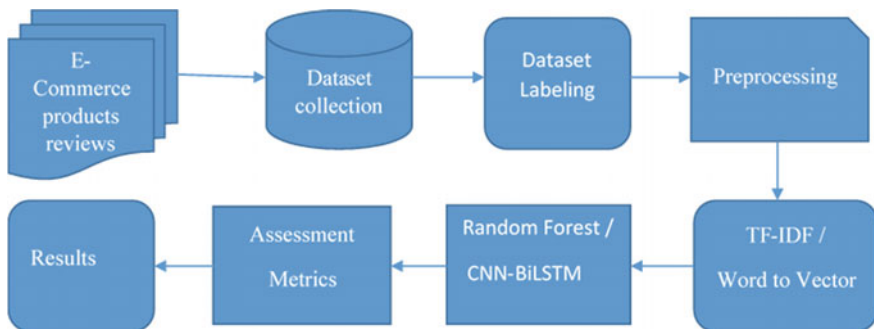 E-
Commerce
products
reviews
Dataset
collection
Dataset
Labeling
Preprocessing
TF-IDF /
Word to Vector
Random Forest /
CNN-BiLSTM
Assessment
Metrics
Results